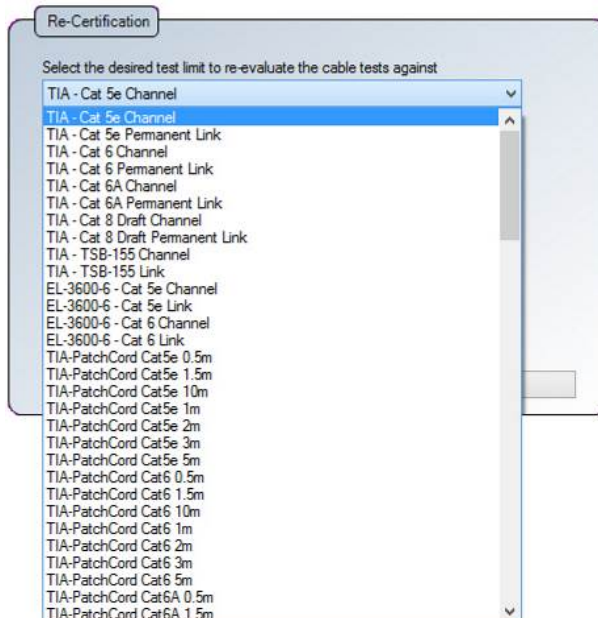 Re-Certification
Select the desired test limit to re-evaluate the cable tests against
TIA - Cat 5e Channel
TIA - Cat 5e Channel
TIA - Cat 5e Permanent Link
TIA - Cat 6 Channel
TIA - Cat 6 Permanent Link
TIA - Cat 6A Channel
TIA - Cat 6A Permanent Link
TIA - Cat 8 Draft Channel
TIA - Cat 8 Draft Permanent Link
TIA - TSB-155 Channel
TIA - TSB-155 Link
EL-3600-6 - Cat 5e Channel
EL-3600-6 - Cat 5e Link
EL-3600-6 - Cat 6 Channel
EL-3600-6 - Cat 6 Link
TIA-PatchCord Cat5e 0.5m
TIA-PatchCord Cat5e 1.5m
TIA-PatchCord Cat5e 10m
TIA-PatchCord Cat5e 1m
TIA-PatchCord Cat5e 2m
TIA-PatchCord Cat5e 3m
TIA-PatchCord Cat5e 5m
TIA-PatchCord Cat6 0.5m
TIA-PatchCord Cat6 1.5m
TIA-PatchCord Cat6 10m
TIA-PatchCord Cat6 1m
TIA-PatchCord Cat6 2m
TIA-PatchCord Cat6 3m
TIA-PatchCord Cat6 5m
TIA-PatchCord Cat6A 0.5m
TIA-PatchCord Cat6A 1.5m